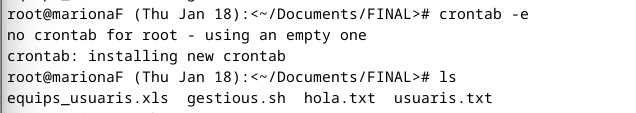 root@marionaF (Thu Jan 18):<~/Documents/FINAL># crontab -e
no crontab for root - using an empty one
crontab: installing new crontab
root@marionaF (Thu Jan 18):<~/Documents/FINAL># ls
equips_usuaris.xls  gestious.sh  hola.txt  usuaris.txt